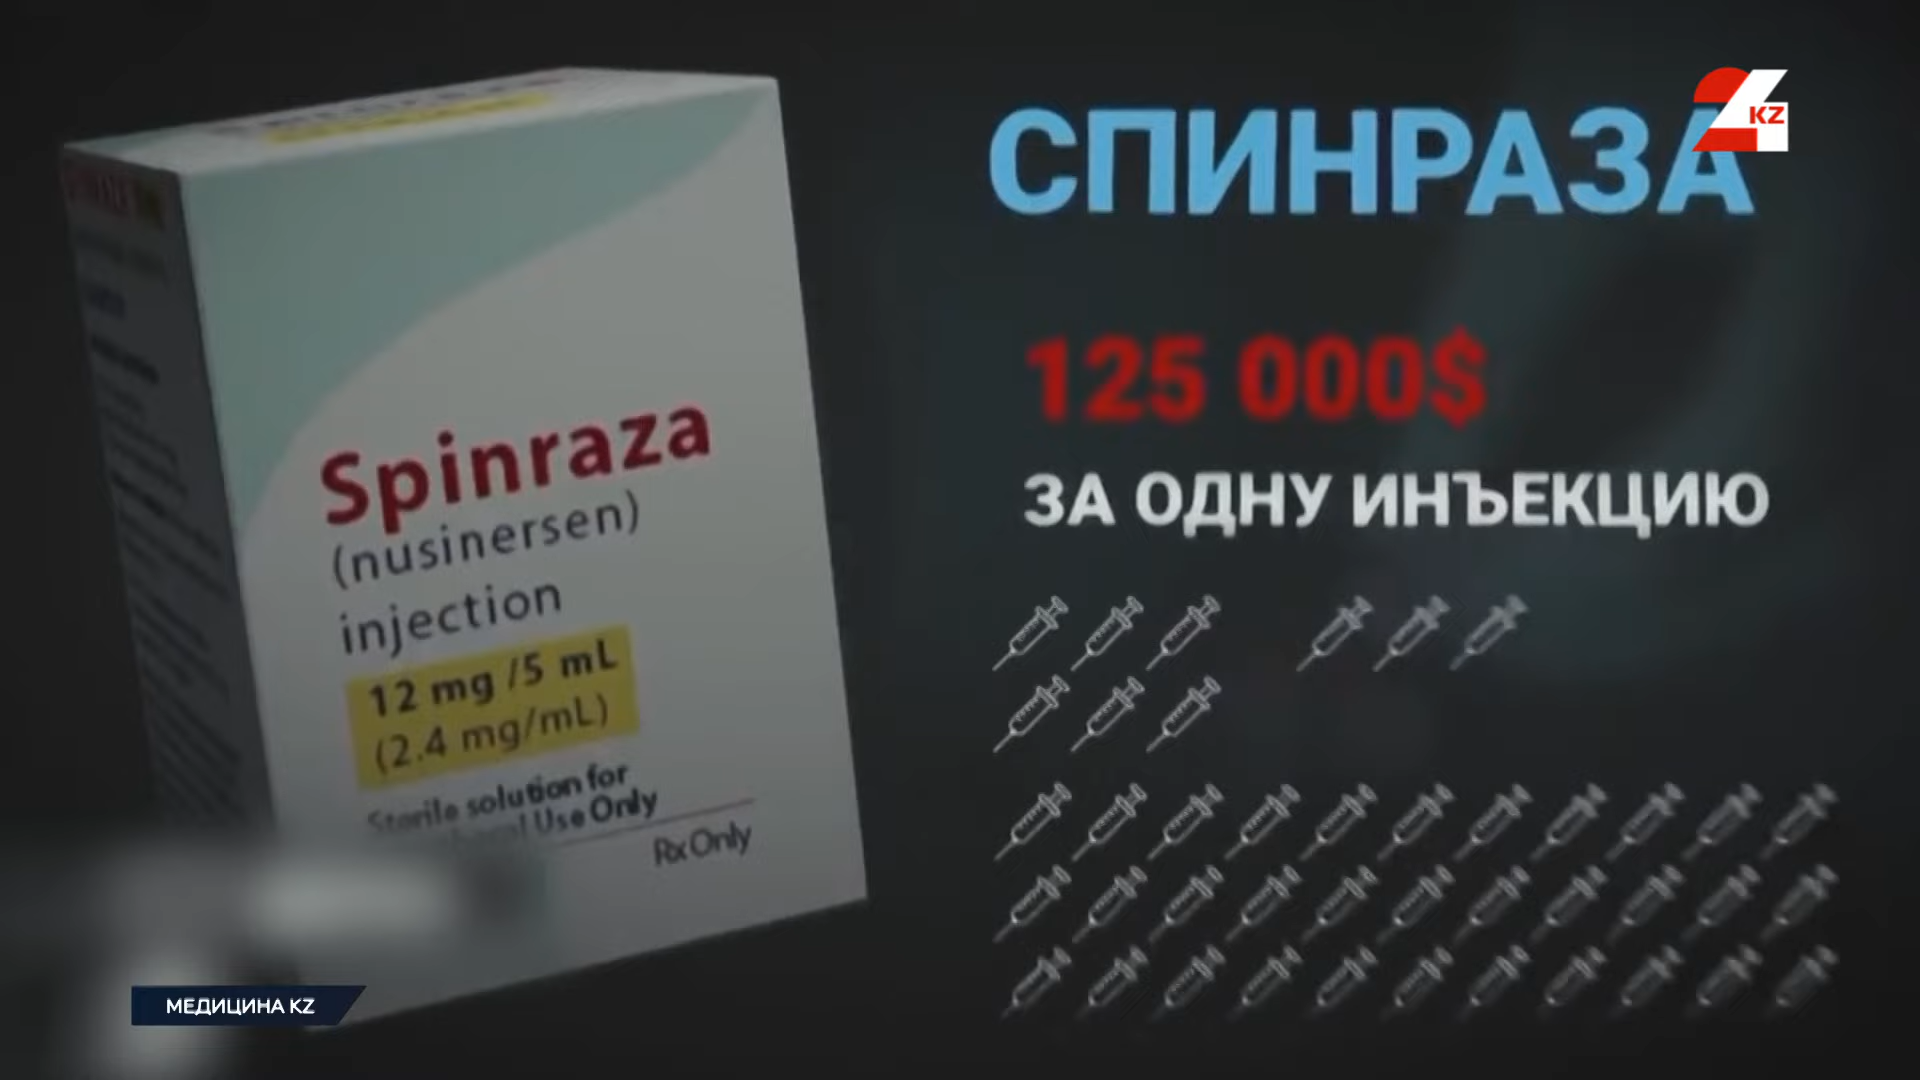 24
KZ
СПИНРАЗА
125 000$
ЗА ОДНУ ИНЪЕКЦИЮ
Spinraza
(nusinersen)
injection
12 mg /5 mL
(2.4 mg/mL)
Sterile solution for
Use Only
Rx Only
МЕДИЦИНА KZ